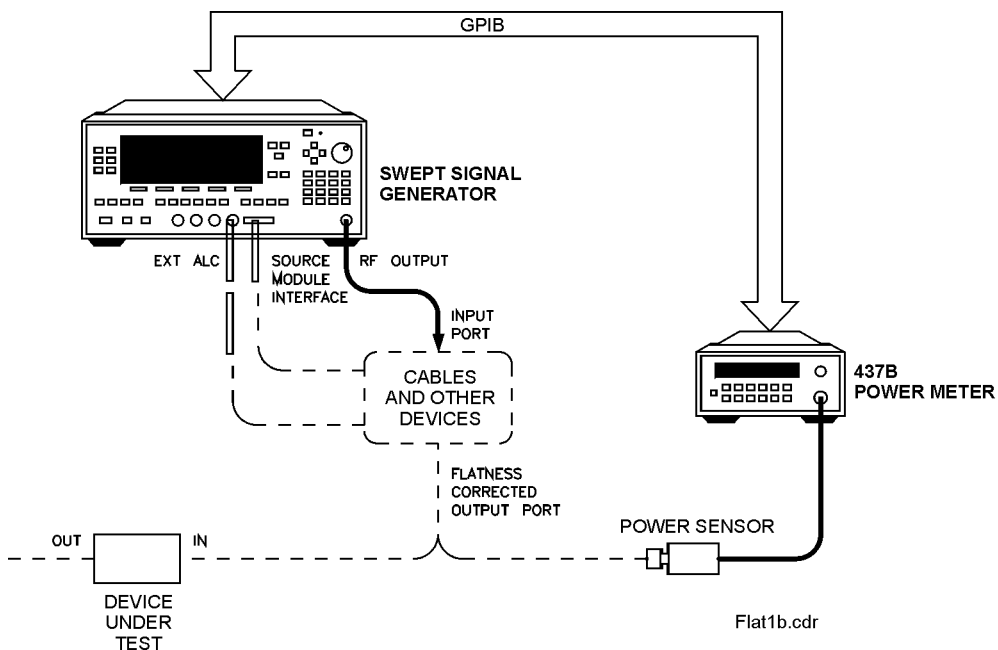 GPIB
SWEPT SIGNAL
GENERATOR
EXT ALC
SOURCE
MODULE
INTERFACE
RF OUTPUT
INPUT
PORT
CABLES
AND OTHER
DEVICES
437B
POWER METER
FLATNESS
CORRECTED
OUTPUT PORT
POWER SENSOR
OUT
IN
DEVICE
UNDER
TEST
Flat1b.cdr